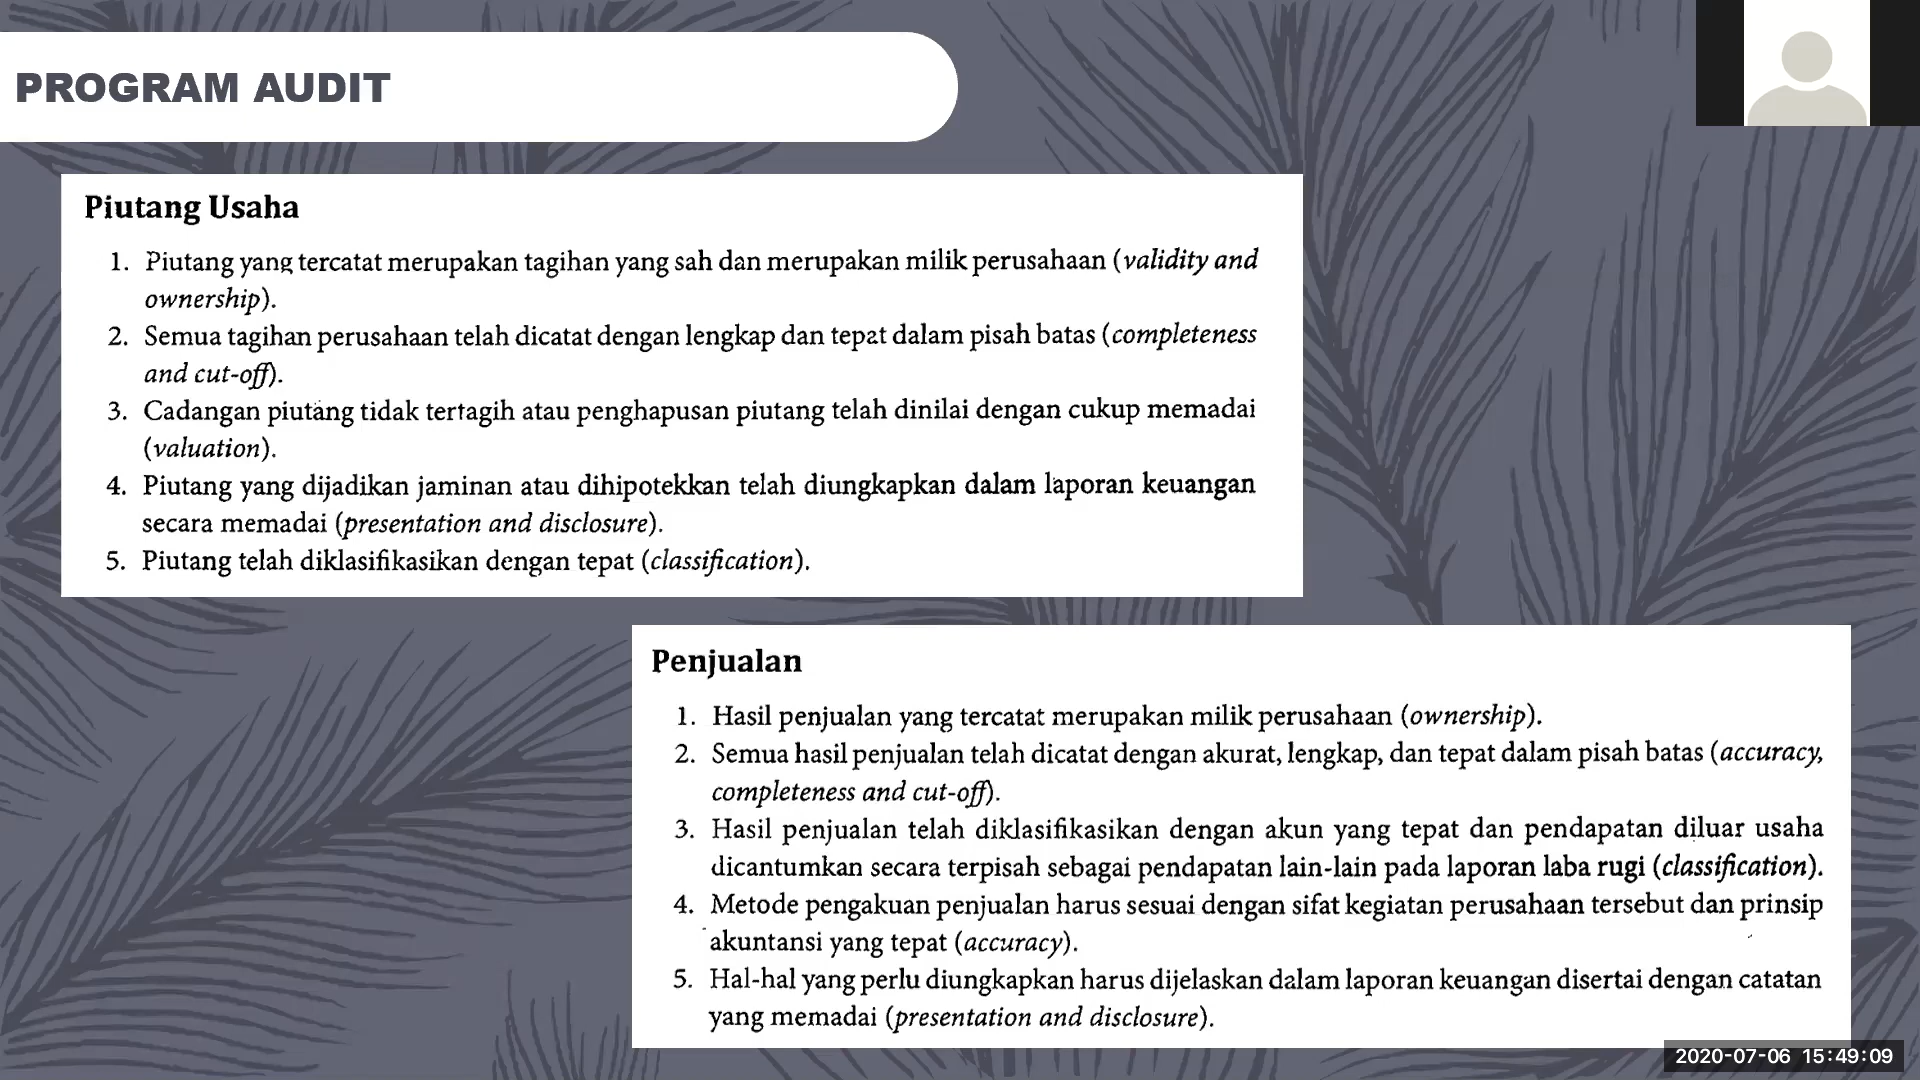 PROGRAM AUDIT
Piutang Usaha
1. Piutang yang tercatat merupakan tagihan yang sah dan merupakan milik perusahaan (validity and
ownership).
2. Semua tagihan perusahaan telah dicatat dengan lengkap dan tepat dalam pisah batas (completeness
and cut-off).
3. Cadangan piutang tidak tertagih atau penghapusan piutang telah dinilai dengan cukup memadai
(valuation).
4. Piutang yang dijadikan jaminan atau dihipotekkan telah diungkapkan dalam laporan keuangan
secara memadai (presentation and disclosure).
5. Piutang telah diklasifikasikan dengan tepat (classification).
Penjualan
1. Hasil penjualan yang tercatat merupakan milik perusahaan (ownership).
2. Semua hasil penjualan telah dicatat dengan akurat, lengkap, dan tepat dalam pisah batas (accuracy,
completeness and cut-off).
3. Hasil penjualan telah diklasifikasikan dengan akun yang tepat dan pendapatan diluar usaha
dicantumkan secara terpisah sebagai pendapatan lain-lain pada laporan laba rugi (classification).
4. Metode pengakuan penjualan harus sesuai dengan sifat kegiatan perusahaan tersebut dan prinsip
akuntansi yang tepat (accuracy).
5. Hal-hal yang perlu diungkapkan harus dijelaskan dalam laporan keuangan disertai dengan catatan
yang memadai (presentation and disclosure).
2020-07-06 15:49:09